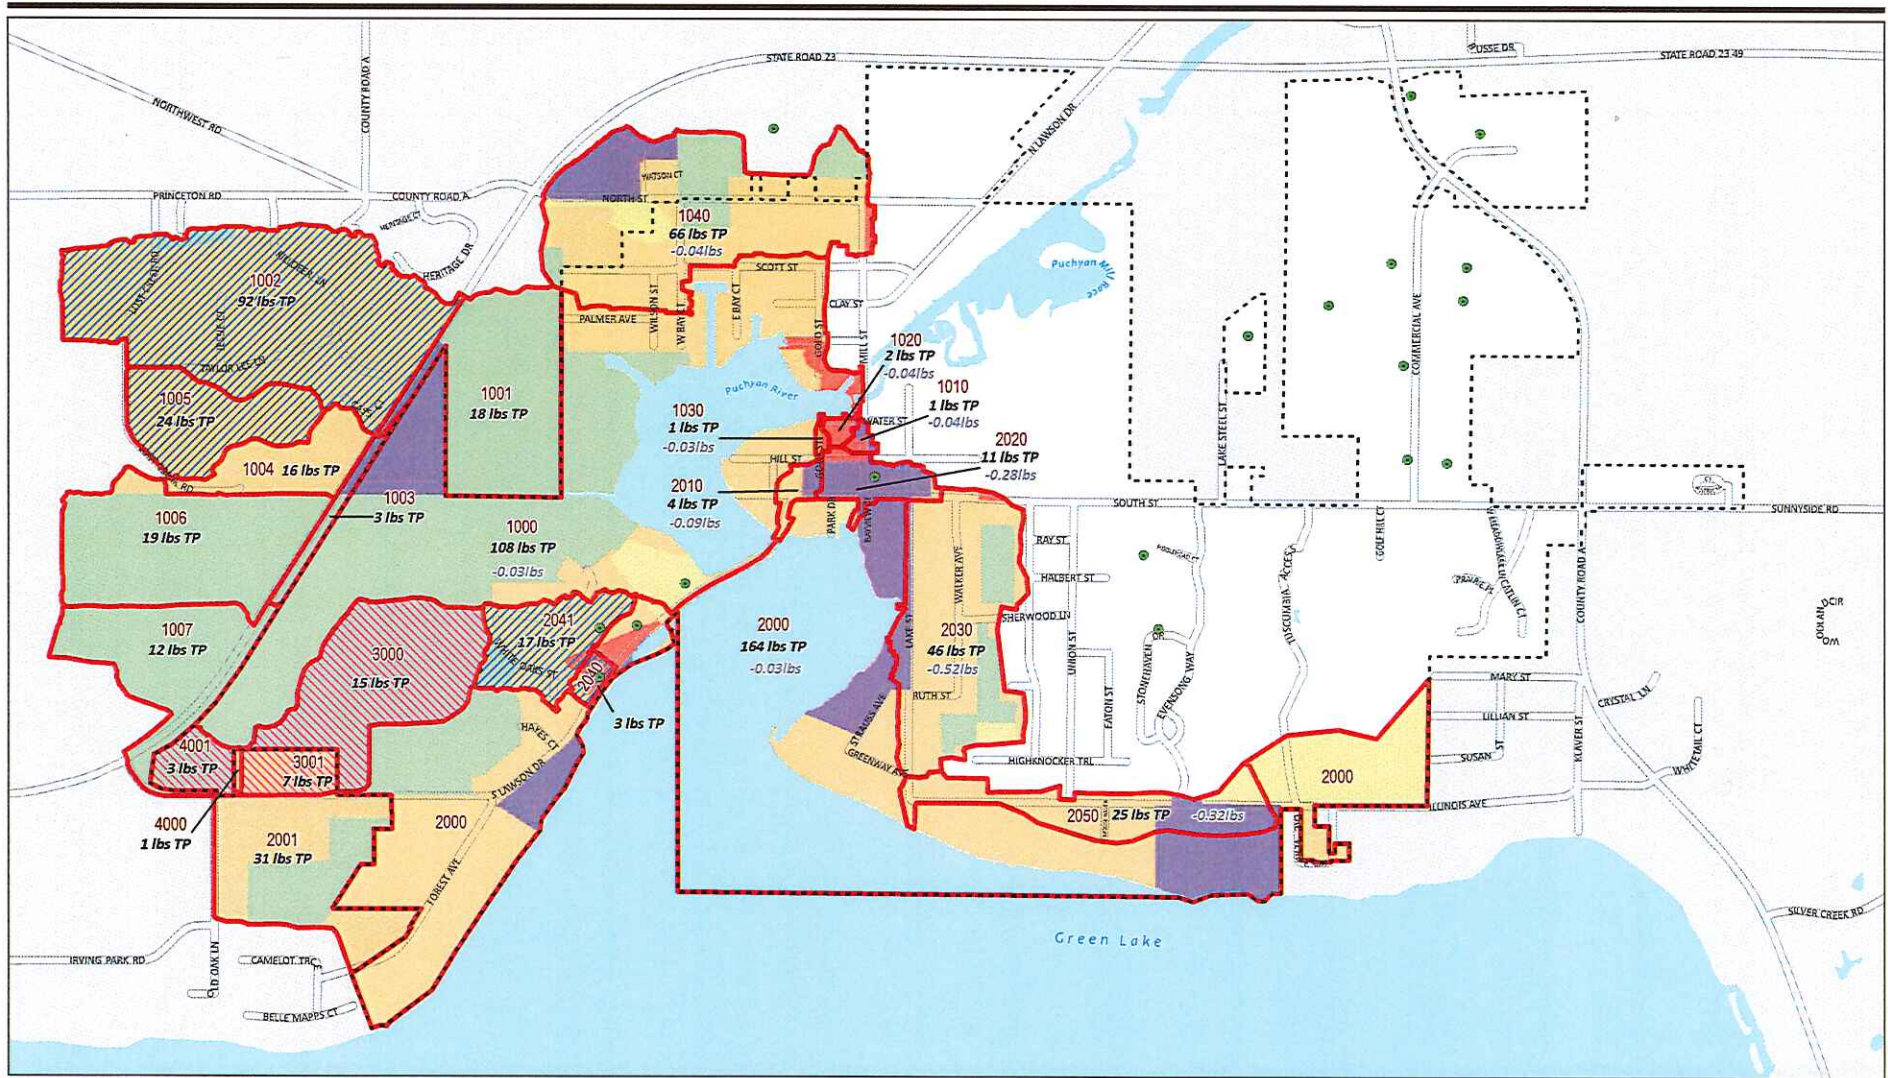 STATE ROAD 23
STATE ROAD 23 49
NORTHWEST RD
COUNTY ROAD A
N LAWSON DR
PRINCETON RD
COUNTY ROAD A
HERITAGE CT
HERITAGE DR
WATSON CT
NORTH ST
1040
66 lbs TP
-0.04lbs
SCOTT ST
CLAY ST
PALMER AVE
WILSON ST
W BAY CT
E BAY CT
GOLD ST
MILL ST
Puchyan Mill Race
Puchyan River
COMMERCIAL AVE
1002
92 lbs TP
TAYLOR LEE LN
1005
24 lbs TP
1004
16 lbs TP
1001
18 lbs TP
1003
3 lbs TP
1006
19 lbs TP
1007
12 lbs TP
1000
108 lbs TP
-0.03lbs
1020
2 lbs TP
-0.04lbs
1010
1 lbs TP
-0.04lbs
1030
1 lbs TP
-0.03lbs
WATER ST
HILL ST
2020
11 lbs TP
-0.28lbs
2010
4 lbs TP
-0.09lbs
PARK DR
LAKE STEEL ST
SOUTH ST
SUNNYSIDE RD
GOLF HILL CT
CATLIN CT
COUNTY ROAD A
RAY ST
HALBERT ST
SHERWOOD LN
WALKER AVE
LAKE ST
UNION ST
EATON ST
STONEHAVEN
DR
EVENSONG WAY
2041
17 lbs TP
WHITE OAKS ST
2040
3 lbs TP
3000
15 lbs TP
2000
164 lbs TP
-0.03lbs
2030
46 lbs TP
-0.52lbs
RUTH ST
STRAUSS AVE
GREENWAY AVE
HIGHKNOCKER TRL
HAYES CT
S LAWSON DR
4001
3 lbs TP
3001
7 lbs TP
4000
1 lbs TP
2001
31 lbs TP
2000
FOREST AVE
2050
25 lbs TP
-0.32lbs
2000
MARY ST
LILLIAN ST
SUSAN ST
ILLINOIS AVE
KLAVER ST
CRYSTAL LN
WHITETAIL CT
SILVER CREEK RD
Green Lake
IRVING PARK RD
OLD OAK LN
CAMELOT TRCE
BELLE MAPPS CT